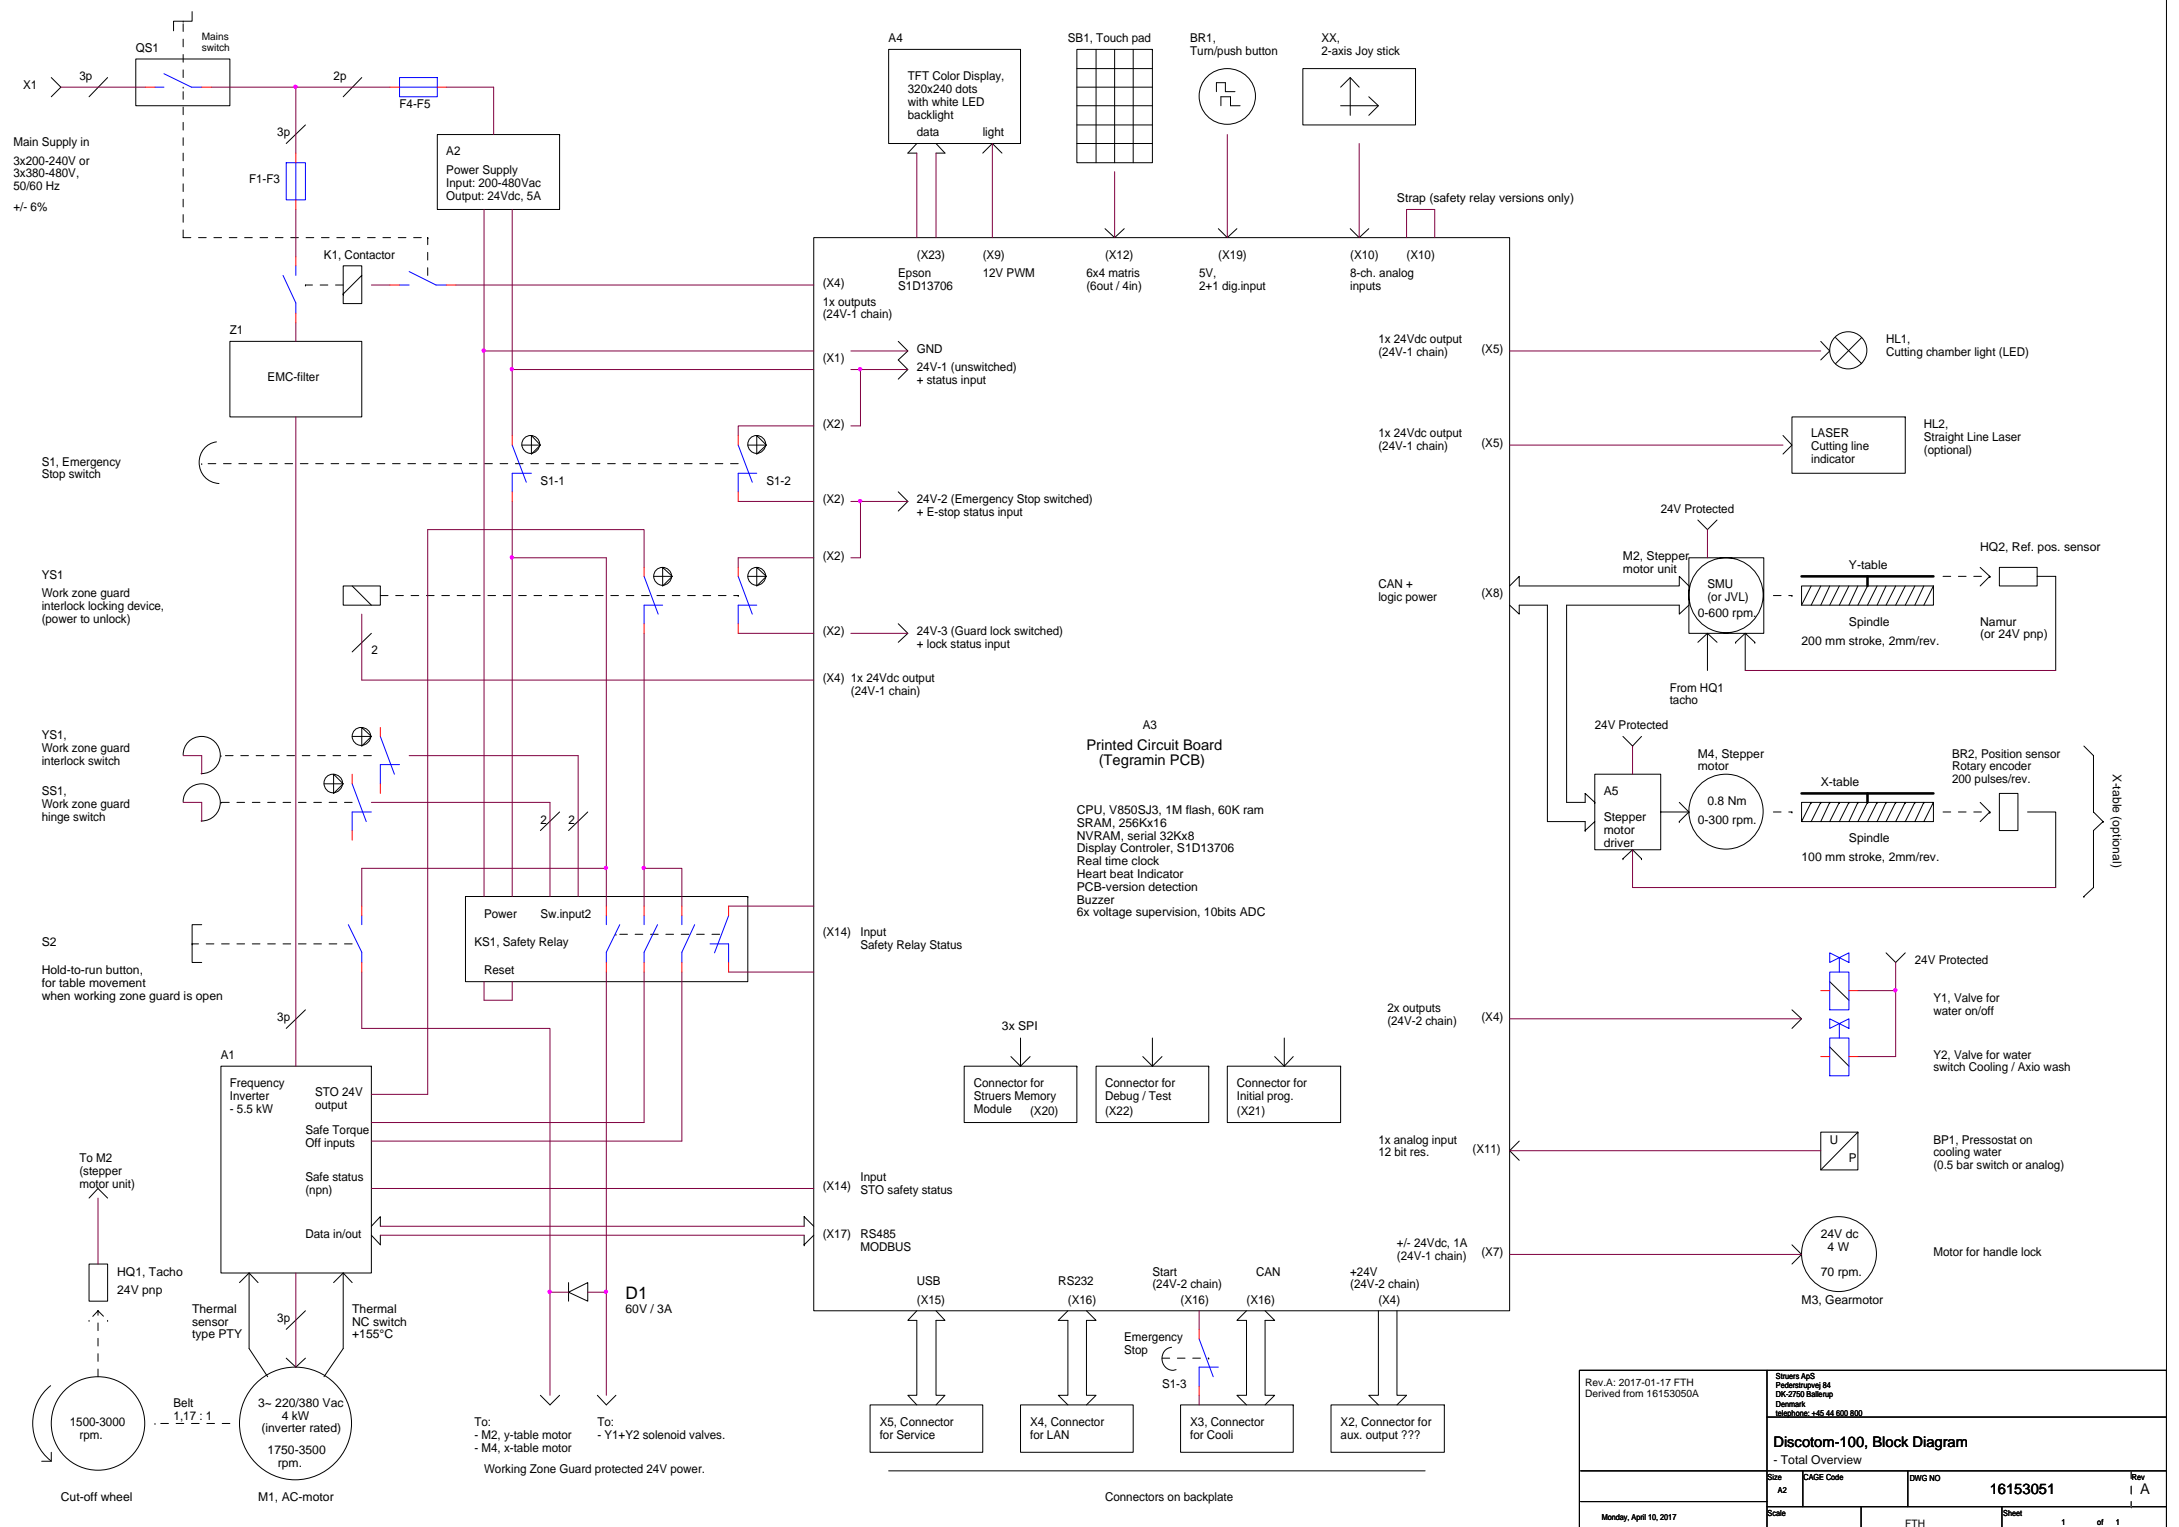 QS1
Mains
switch
X1
3p
2p
F4-F5
3p
F1-F3
Main Supply in
3x200-240V or
3x380-480V,
50/60 Hz
+/- 6%
A2
Power Supply
Input: 200-480Vac
Output: 24Vdc, 5A
K1, Contactor
Z1
EMC-filter
A4
TFT Color Display,
320x240 dots
with white LED
backlight
data
light
SB1, Touch pad
BR1,
Turn/push button
XX,
2-axis Joy stick
Strap (safety relay versions only)
(X23)
Epson
S1D13706
(X9)
12V PWM
(X12)
6x4 matris
(6out / 4in)
(X19)
5V,
2+1 dig.input
(X10)
8-ch. analog
inputs
(X10)
(X4)
1x outputs
(24V-1 chain)
(X1)
GND
24V-1 (unswitched)
+ status input
(X2)
S1, Emergency
Stop switch
S1-1
S1-2
(X2)
24V-2 (Emergency Stop switched)
+ E-stop status input
(X2)
YS1
Work zone guard
interlock locking device,
(power to unlock)
2
(X2)
24V-3 (Guard lock switched)
+ lock status input
(X4)
1x 24Vdc output
(24V-1 chain)
YS1,
Work zone guard
interlock switch
SS1,
Work zone guard
hinge switch
2
2
Power
Sw.input2
KS1, Safety Relay
Reset
S2
Hold-to-run button,
for table movement
when working zone guard is open
3p
(X14)
Input
Safety Relay Status
A3
Printed Circuit Board
(Tegramin PCB)
CPU, V850SJ3, 1M flash, 60K ram
SRAM, 256Kx16
NVRAM, serial 32Kx8
Display Controler, S1D13706
Real time clock
Heart beat Indicator
PCB-version detection
Buzzer
6x voltage supervision, 10bits ADC
1x 24Vdc output
(24V-1 chain)
(X5)
HL1,
Cutting chamber light (LED)
1x 24Vdc output
(24V-1 chain)
(X5)
LASER
Cutting line
indicator
HL2,
Straight Line Laser
(optional)
24V Protected
M2, Stepper
motor unit
SMU
(or JVL)
0-600 rpm.
Y-table
Spindle
200 mm stroke, 2mm/rev.
HQ2, Ref. pos. sensor
Namur
(or 24V pnp)
CAN +
logic power
(X8)
From HQ1
tacho
24V Protected
A5
Stepper
motor
driver
M4, Stepper
motor
0.8 Nm
0-300 rpm.
X-table
Spindle
100 mm stroke, 2mm/rev.
BR2, Position sensor
Rotary encoder
200 pulses/rev.
X-table (optional)
24V Protected
Y1, Valve for
water on/off
2x outputs
(24V-2 chain)
(X4)
Y2, Valve for water
switch Cooling / Axio wash
3x SPI
Connector for
Struers Memory
Module
(X20)
Connector for
Debug / Test
(X22)
Connector for
Initial prog.
(X21)
1x analog input
12 bit res.
(X11)
U
P
BP1, Pressostat on
cooling water
(0.5 bar switch or analog)
+/- 24Vdc, 1A
(24V-1 chain)
(X7)
24V dc
4 W
70 rpm.
Motor for handle lock
M3, Gearmotor
A1
Frequency
Inverter
- 5.5 kW
STO 24V
output
Safe Torque
Off inputs
Safe status
(npn)
Data in/out
(X14)
Input
STO safety status
(X17)
RS485
MODBUS
To M2
(stepper
motor unit)
HQ1, Tacho
24V pnp
Thermal
sensor
type PTY
3p
Thermal
NC switch
+155°C
1500-3000
rpm.
Belt
1,17 : 1
3~ 220/380 Vac
4 kW
(inverter rated)
1750-3500
rpm.
Cut-off wheel
M1, AC-motor
D1
60V / 3A
To:
- M2, y-table motor
- M4, x-table motor
To:
- Y1+Y2 solenoid valves.
Working Zone Guard protected 24V power.
USB
(X15)
RS232
(X16)
Start
(24V-2 chain)
(X16)
CAN
(X16)
+24V
(24V-2 chain)
(X4)
Emergency
Stop
S1-3
X5, Connector
for Service
X4, Connector
for LAN
X3, Connector
for Cooli
X2, Connector for
aux. output ???
Connectors on backplate
Rev.A: 2017-01-17 FTH
Derived from 16153050A
Struers ApS
Pederstrupvej 84
DK-2750 Ballerup
Denmark
telephone: +45 44 600 800
Discotom-100, Block Diagram
- Total Overview
Size
A2
CAGE Code
DWG NO
16153051
Rev
A
Monday, April 10, 2017
Scale
FTH
Sheet
1 of 1